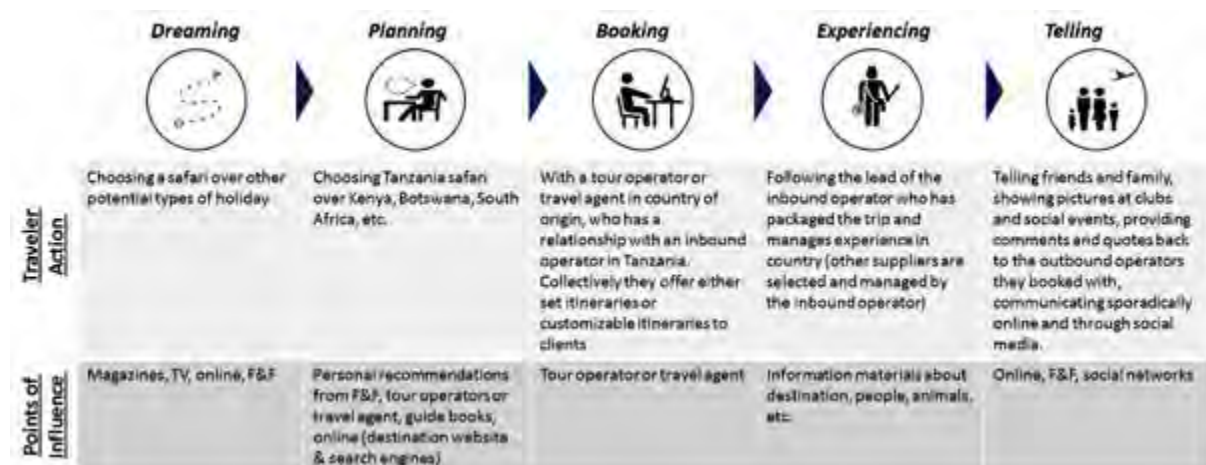 Dreaming
Planning
Booking
Experiencing
Telling
Traveler
Action
Choosing a safari over other
potential types of holiday
Choosing Tanzania safari
over Kenya, Botswana, South
Africa, etc.
With a tour operator or
travel agent in country of
origin, who has a
relationship with an inbound
operator in Tanzania.
Collectively they offer either
set itineraries or
customizable itineraries to
clients
Following the lead of the
inbound operator who has
packaged the trip and
manages experience in
country (other suppliers are
selected and managed by
the inbound operator)
Telling friends and family,
showing pictures at clubs
and social events, providing
comments and quotes back
to the outbound operators
they booked with,
communicating sporadically
online and through social
media.
Points of
Influence
Magazines, TV, online, F&F
Personal recommendations
from F&F, tour operators or
travel agent, guide books,
online (destination website
& search engines)
Tour operator or travel agent
Information materials about
destination, people, animals,
etc.
Online, F&F, social networks